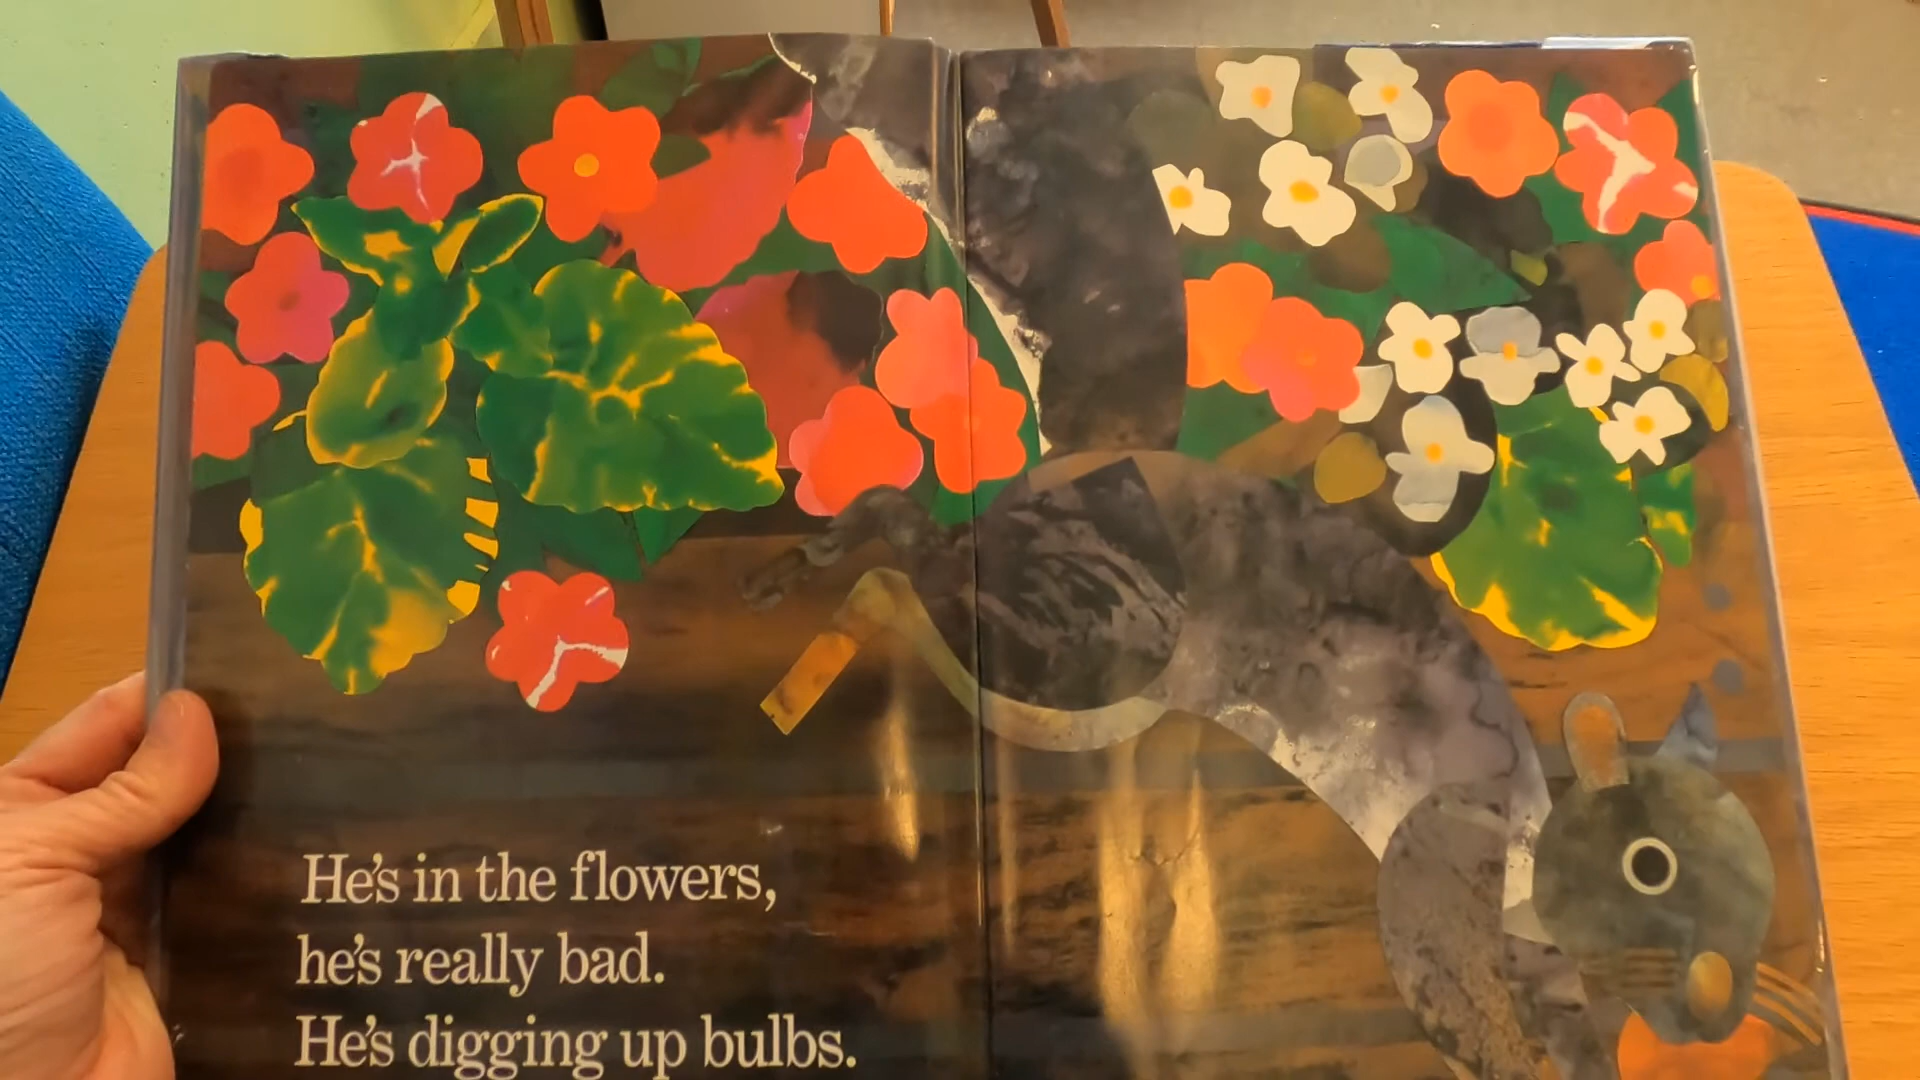 He's in the flowers,
he's really bad.
He's digging up bulbs.